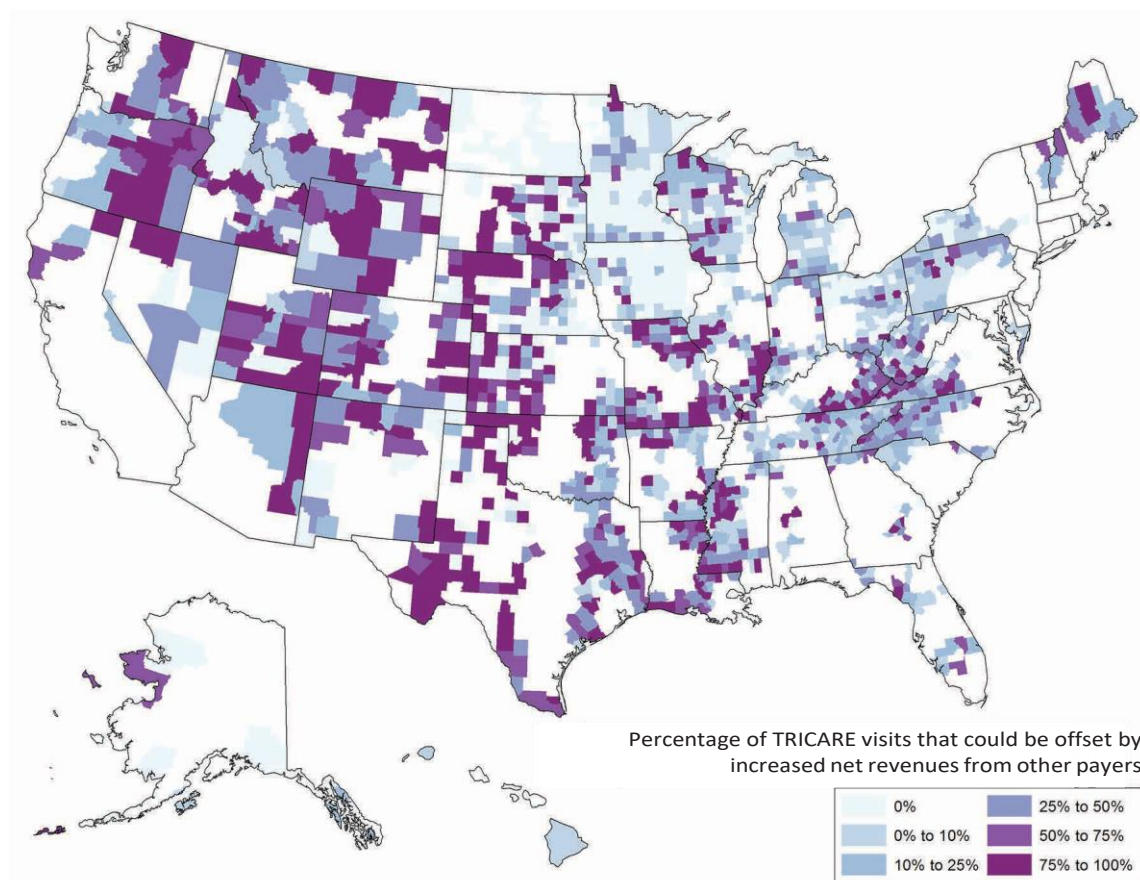 Percentage of TRICARE visits that could be offset by
increased net revenues from other payers
0%
0% to 10%
10% to 25%
25% to 50%
50% to 75%
75% to 100%